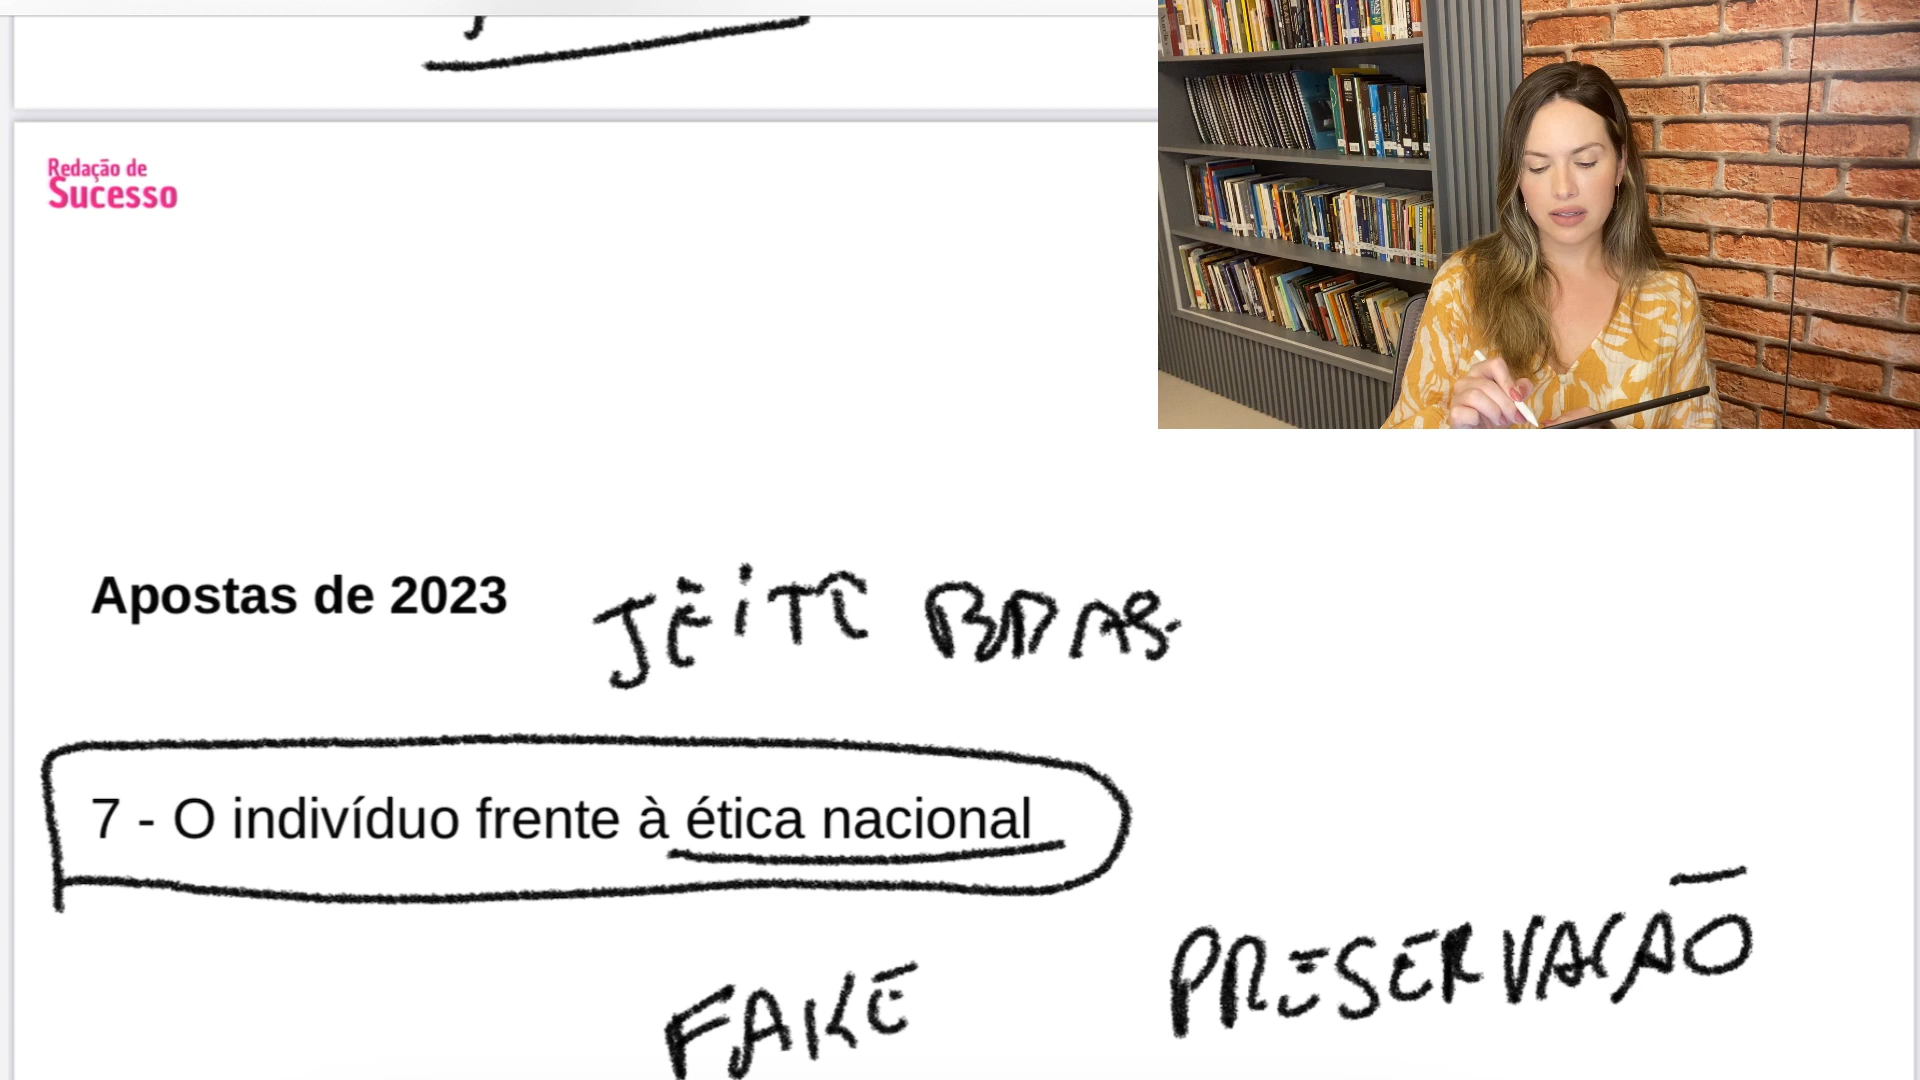 Redação de
Sucesso
Apostas de 2023
JEITO BRAS.
7 - O indivíduo frente à ética nacional
PRESERVAÇÃO
FAKE